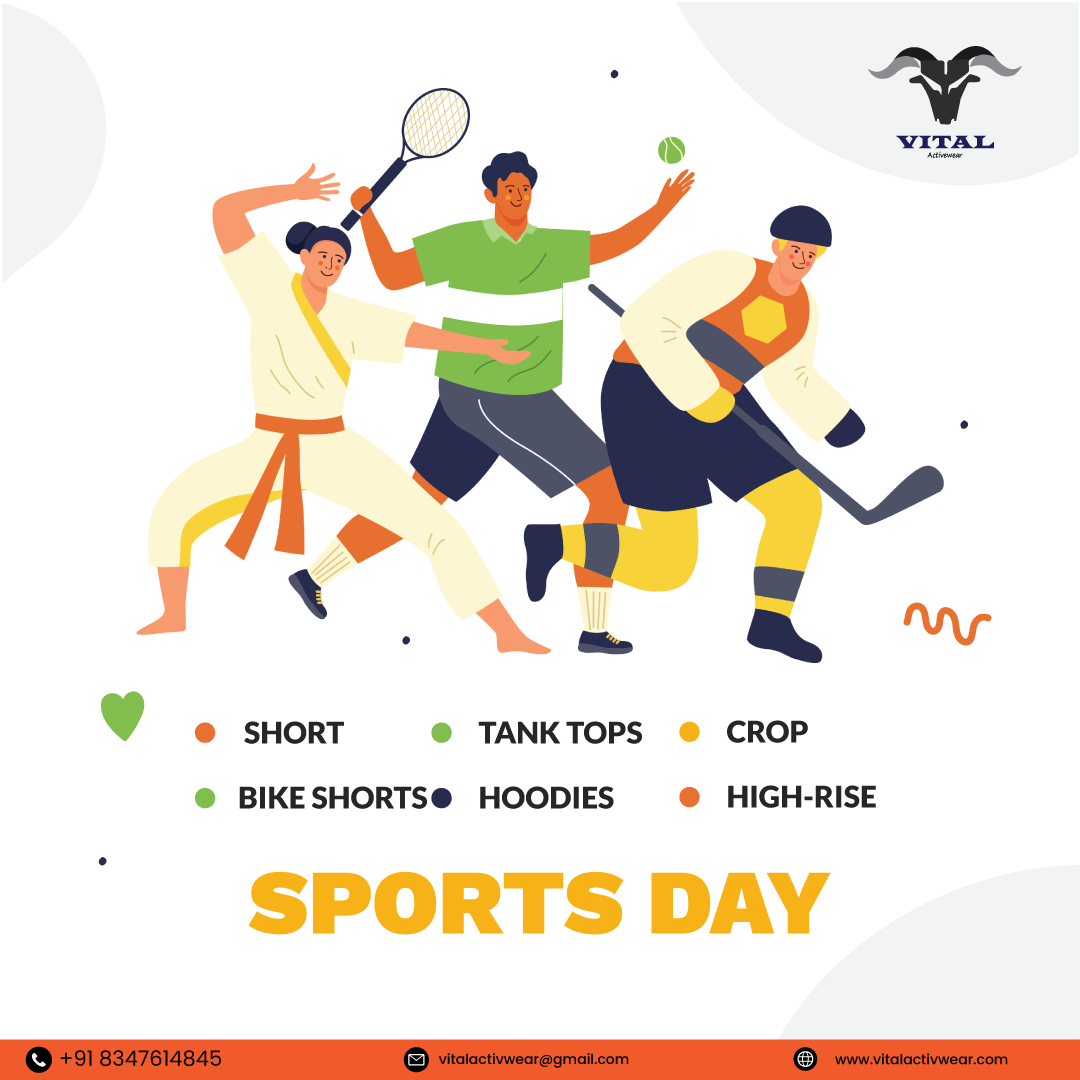 VITAL
Activewear
SHORT TANK TOPS CROP
BIKE SHORTS HOODIES HIGH-RISE
SPORTS DAY
+91 8347614845 vitalactivwear@gmail.com www.vitalactivwear.com